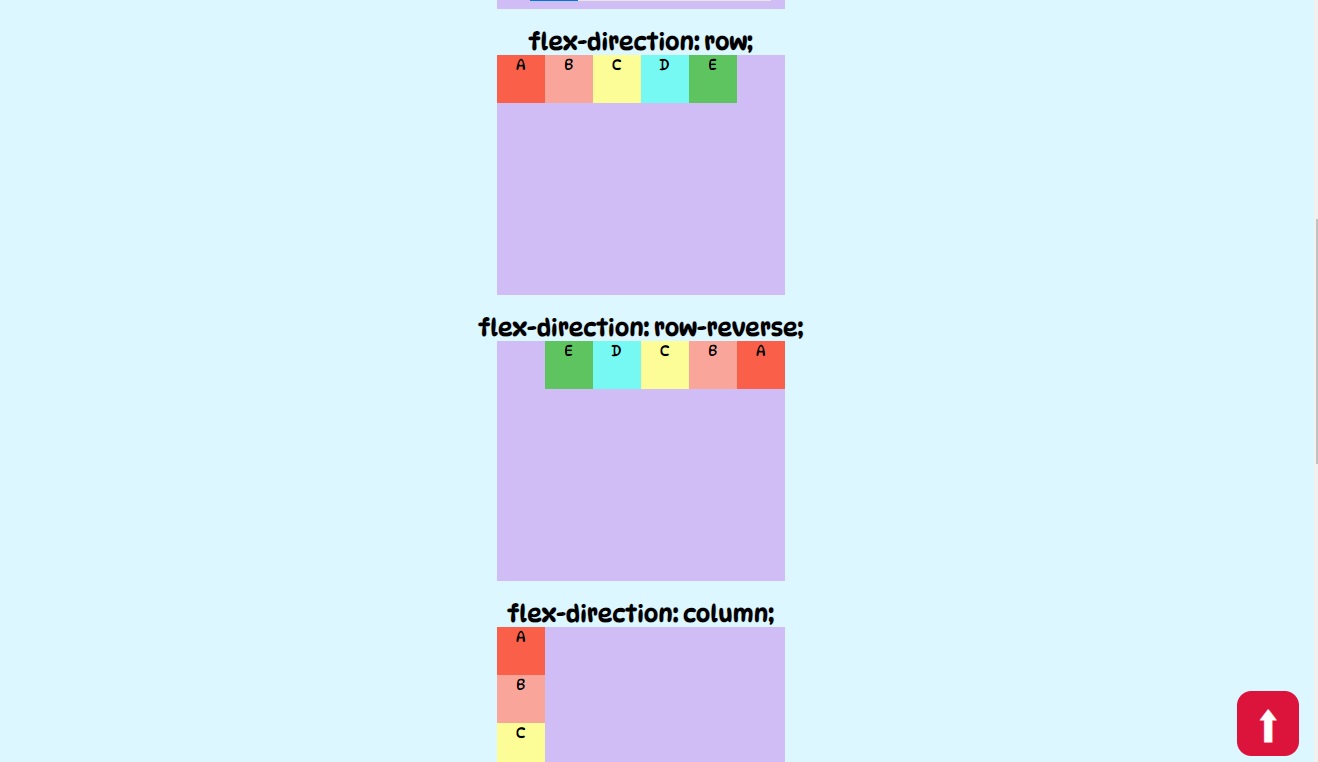 flex-direction: row;
A B C D E
flex-direction: row-reverse;
E D C B A
flex-direction: column;
A
B
C